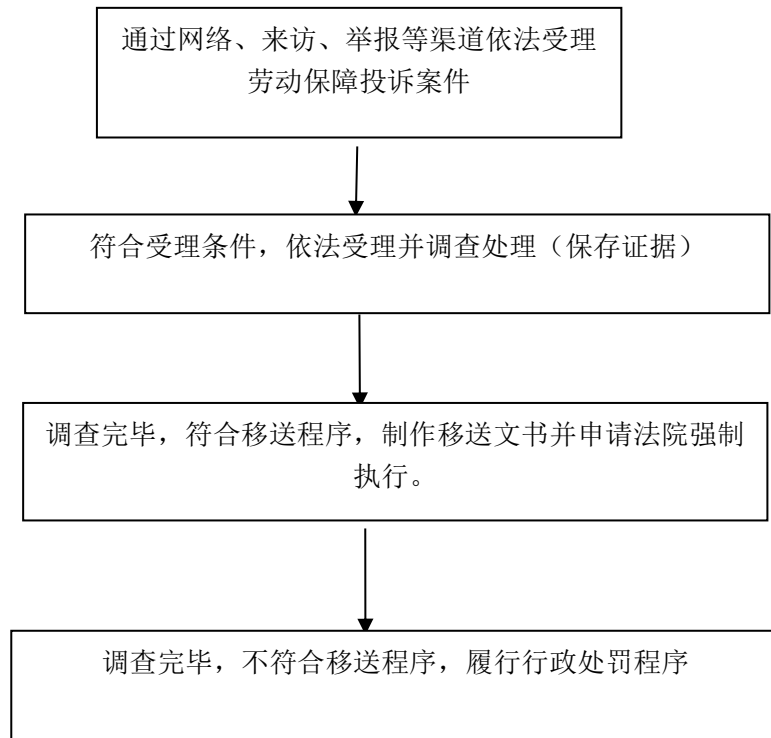 通过网络、来访、举报等渠道依法受理
劳动保障投诉案件
符合受理条件，依法受理并调查处理（保存证据）
调查完毕，符合移送程序，制作移送文书并申请法院强制
执行。
调查完毕，不符合移送程序，履行行政处罚程序